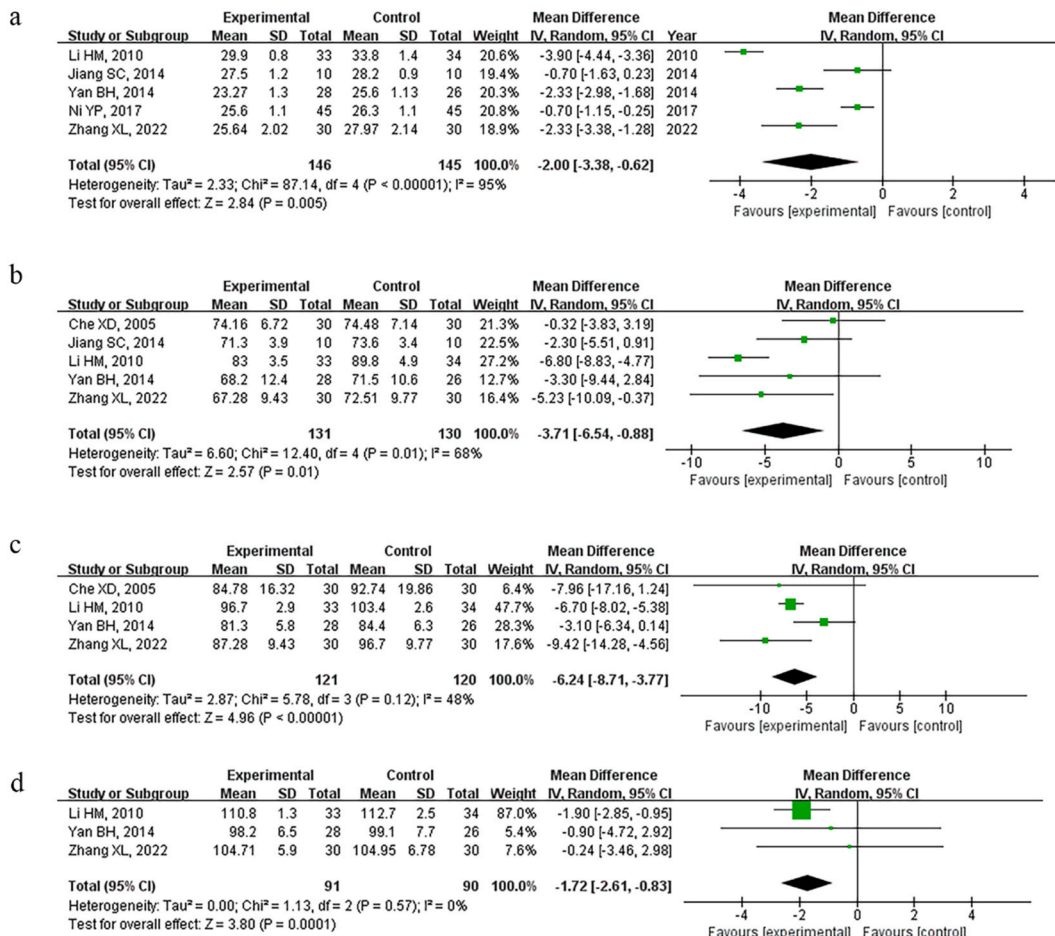 a
Experimental Control Mean Difference Mean Difference
Study or Subgroup Mean SD Total Mean SD Total Weight IV, Random, 95% CI Year IV, Random, 95% CI
Li HM, 2010 29.9 0.8 33 33.8 1.4 34 20.6% -3.90 [-4.44, -3.36] 2010
Jiang SC, 2014 27.5 1.2 10 28.2 0.9 10 19.4% -0.70 [-1.63, 0.23] 2014
Yan BH, 2014 23.27 1.3 28 25.6 1.13 26 20.3% -2.33 [-2.98, -1.68] 2014
Ni YP, 2017 25.6 1.1 45 26.3 1.1 45 20.8% -0.70 [-1.15, -0.25] 2017
Zhang XL, 2022 25.64 2.02 30 27.97 2.14 30 18.9% -2.33 [-3.38, -1.28] 2022
Total (95% CI) 146 145 100.0% -2.00 [-3.38, -0.62]
Heterogeneity: Tau² = 2.33; Chi² = 87.14, df = 4 (P < 0.00001); I² = 95%
Test for overall effect: Z = 2.84 (P = 0.005)
-4 -2 0 2 4
Favours [experimental] Favours [control]
b
Experimental Control Mean Difference Mean Difference
Study or Subgroup Mean SD Total Mean SD Total Weight IV, Random, 95% CI IV, Random, 95% CI
Che XD, 2005 74.16 6.72 30 74.48 7.14 30 21.3% -0.32 [-3.83, 3.19]
Jiang SC, 2014 71.3 3.9 10 73.6 3.4 10 22.5% -2.30 [-5.51, 0.91]
Li HM, 2010 83 3.5 33 89.8 4.9 34 27.2% -6.80 [-8.83, -4.77]
Yan BH, 2014 68.2 12.4 28 71.5 10.6 26 12.7% -3.30 [-9.44, 2.84]
Zhang XL, 2022 67.28 9.43 30 72.51 9.77 30 16.4% -5.23 [-10.09, -0.37]
Total (95% CI) 131 130 100.0% -3.71 [-6.54, -0.88]
Heterogeneity: Tau² = 6.60; Chi² = 12.40, df = 4 (P = 0.01); I² = 68%
Test for overall effect: Z = 2.57 (P = 0.01)
-10 -5 0 5 10
Favours [experimental] Favours [control]
c
Experimental Control Mean Difference Mean Difference
Study or Subgroup Mean SD Total Mean SD Total Weight IV, Random, 95% CI IV, Random, 95% CI
Che XD, 2005 84.78 16.32 30 92.74 19.86 30 6.4% -7.96 [-17.16, 1.24]
Li HM, 2010 96.7 2.9 33 103.4 2.6 34 47.7% -6.70 [-8.02, -5.38]
Yan BH, 2014 81.3 5.8 28 84.4 6.3 26 28.3% -3.10 [-6.34, 0.14]
Zhang XL, 2022 87.28 9.43 30 96.7 9.77 30 17.6% -9.42 [-14.28, -4.56]
Total (95% CI) 121 120 100.0% -6.24 [-8.71, -3.77]
Heterogeneity: Tau² = 2.87; Chi² = 5.78, df = 3 (P = 0.12); I² = 48%
Test for overall effect: Z = 4.96 (P < 0.00001)
-10 -5 0 5 10
Favours [experimental] Favours [control]
d
Experimental Control Mean Difference Mean Difference
Study or Subgroup Mean SD Total Mean SD Total Weight IV, Random, 95% CI IV, Random, 95% CI
Li HM, 2010 110.8 1.3 33 112.7 2.5 34 87.0% -1.90 [-2.85, -0.95]
Yan BH, 2014 98.2 6.5 28 99.1 7.7 26 5.4% -0.90 [-4.72, 2.92]
Zhang XL, 2022 104.71 5.9 30 104.95 6.78 30 7.6% -0.24 [-3.46, 2.98]
Total (95% CI) 91 90 100.0% -1.72 [-2.61, -0.83]
Heterogeneity: Tau² = 0.00; Chi² = 1.13, df = 2 (P = 0.57); I² = 0%
Test for overall effect: Z = 3.80 (P = 0.0001)
-4 -2 0 2 4
Favours [experimental] Favours [control]